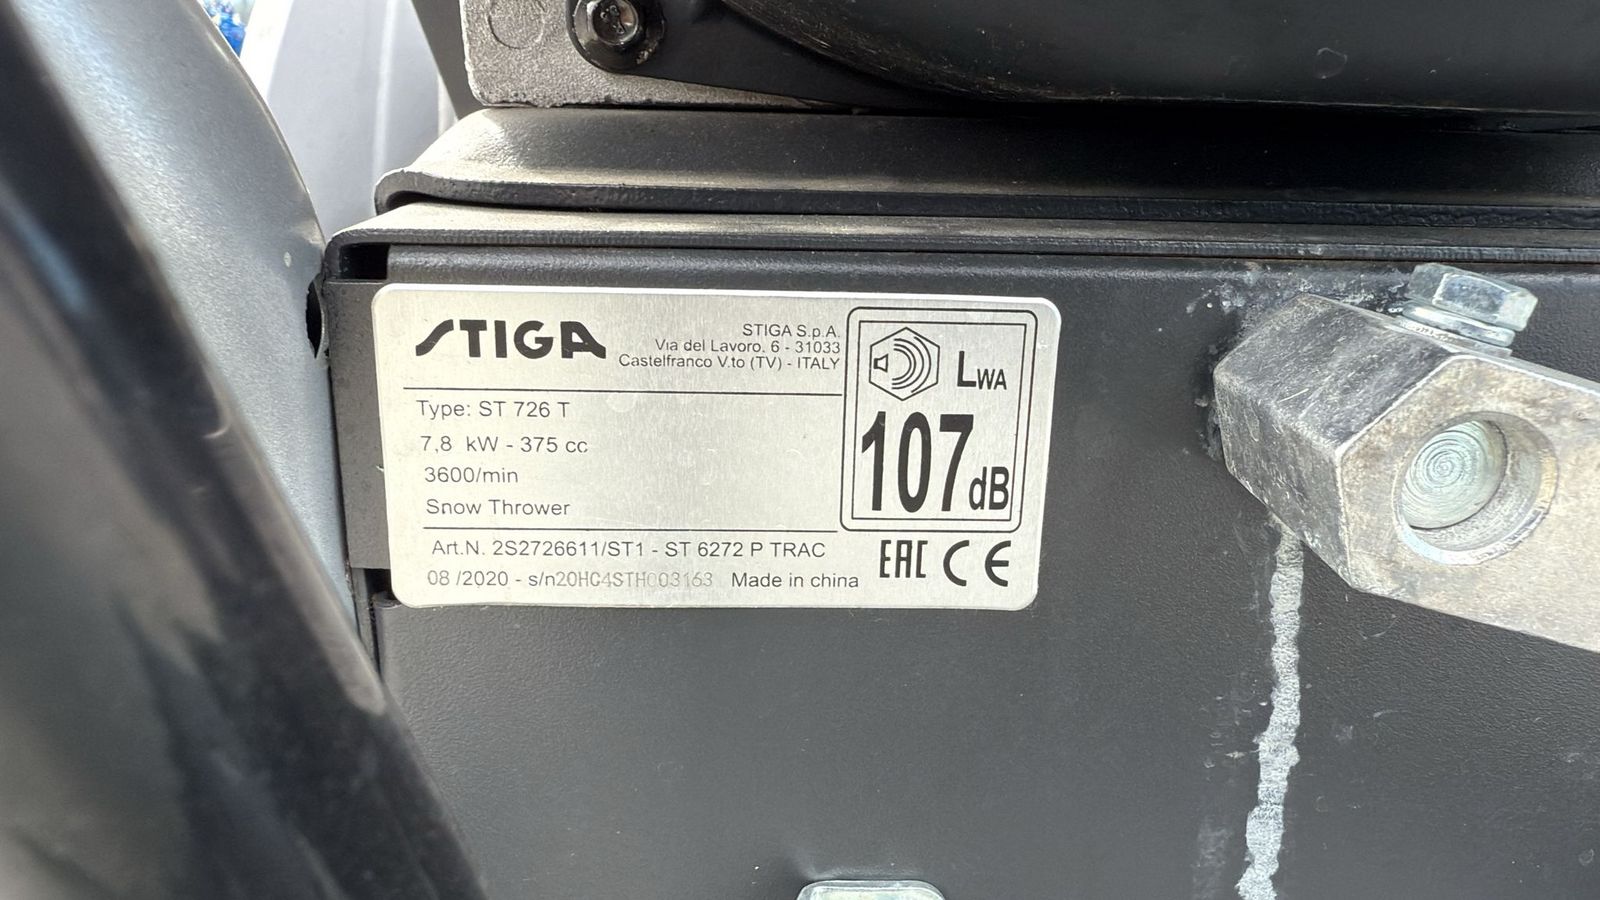 STIGA
STIGA S.p.A.
Via del Lavoro, 6 - 31033
Castelfranco V.to (TV) - ITALY
Type: ST 726 T
7,8 kW - 375 cc
3600/min
Snow Thrower
LWA
107dB
Art.N. 2S2726611/ST1 - ST 6272 P TRAC
08 /2020 - s/n20HC4STH003163 Made in china
EAC CE